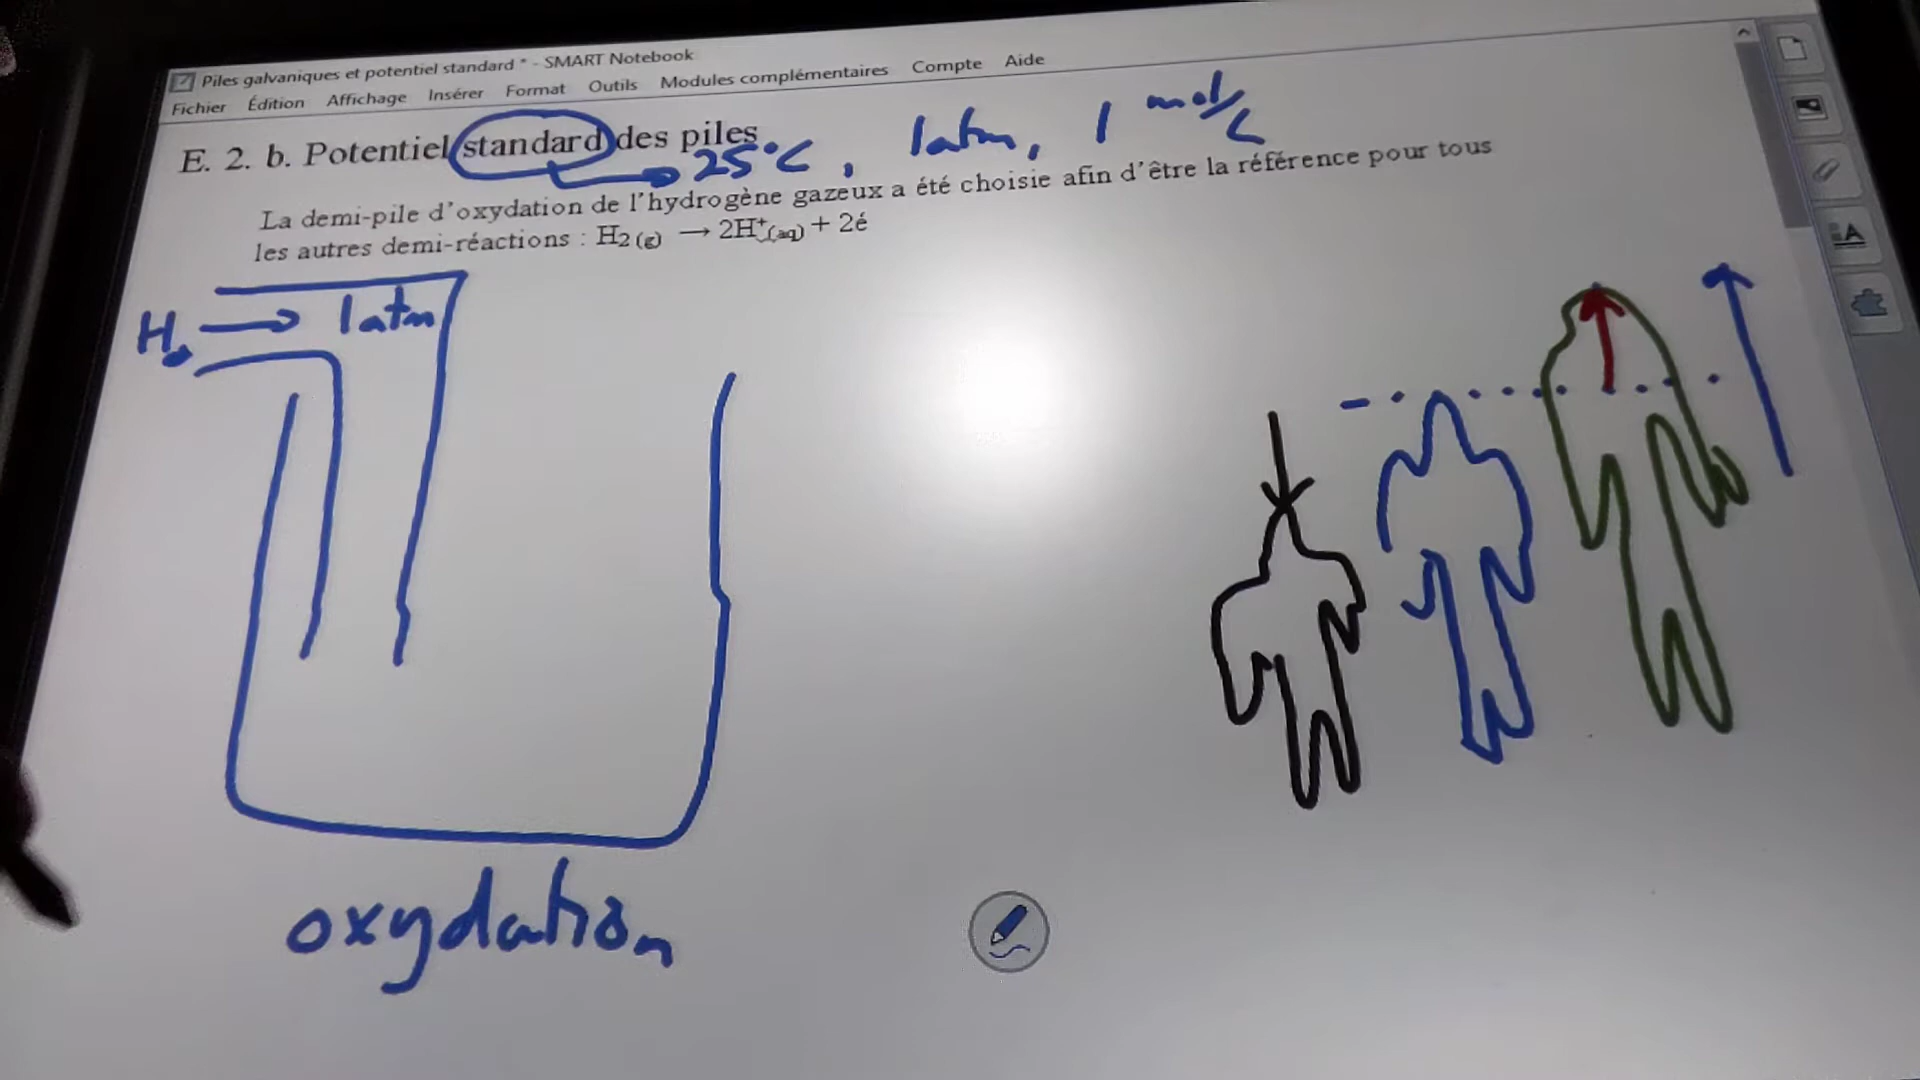 Piles galvaniques et potentiel standard * - SMART Notebook
Fichier Édition Affichage Insérer Format Outils Modules complémentaires Compte Aide
E. 2. b. Potentiel standard des piles
25°C, 1atm, 1 mol/L
La demi-pile d'oxydation de l'hydrogène gazeux a été choisie afin d'être la référence pour tous
les autres demi-réactions : H₂ (g) → 2H⁺(aq) + 2é
H₂ → 1atm
oxydation